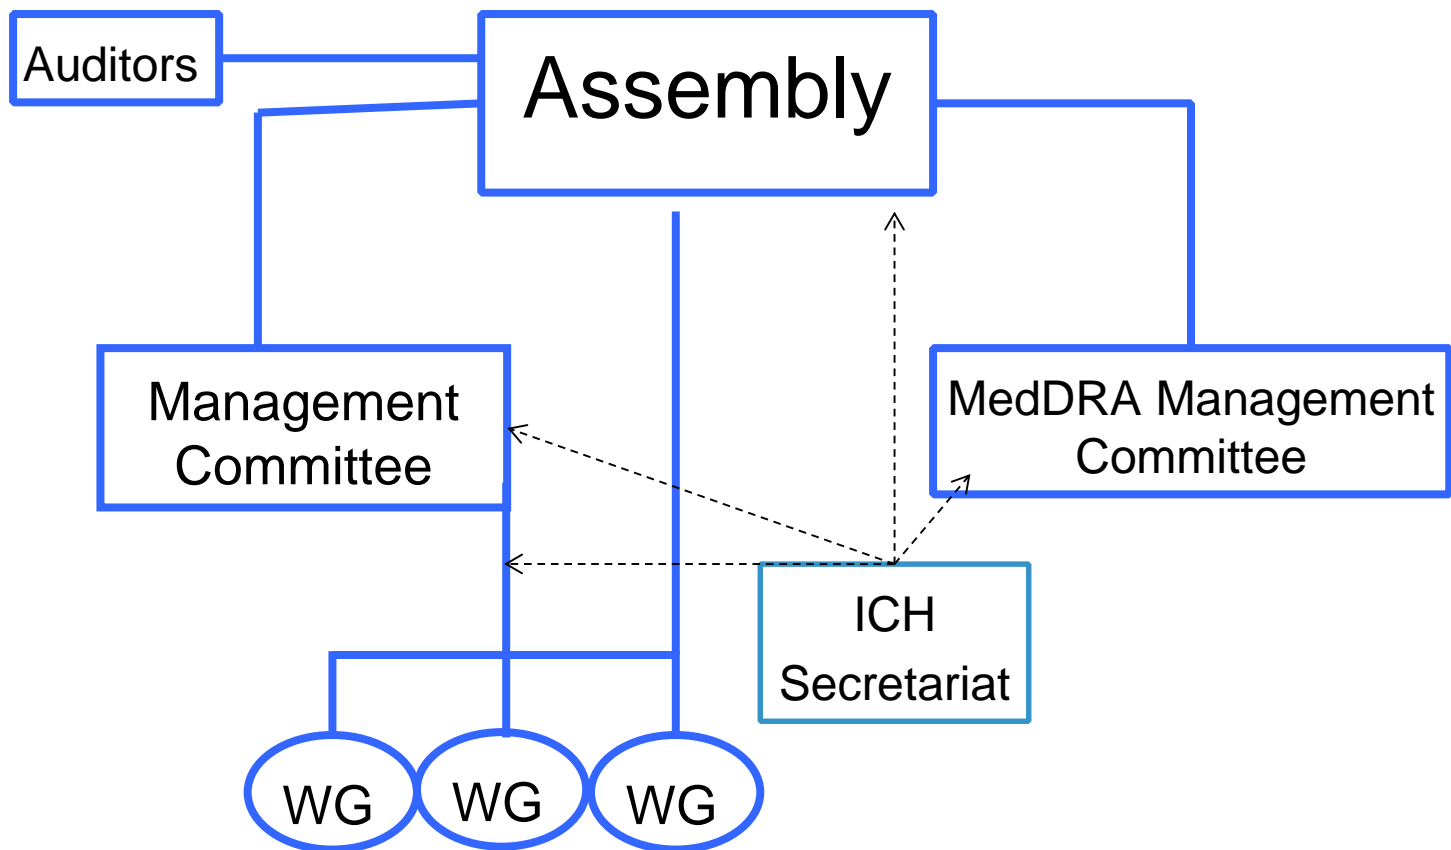 Auditors
Assembly
Management
Committee
MedDRA Management
Committee
ICH
Secretariat
WG
WG
WG